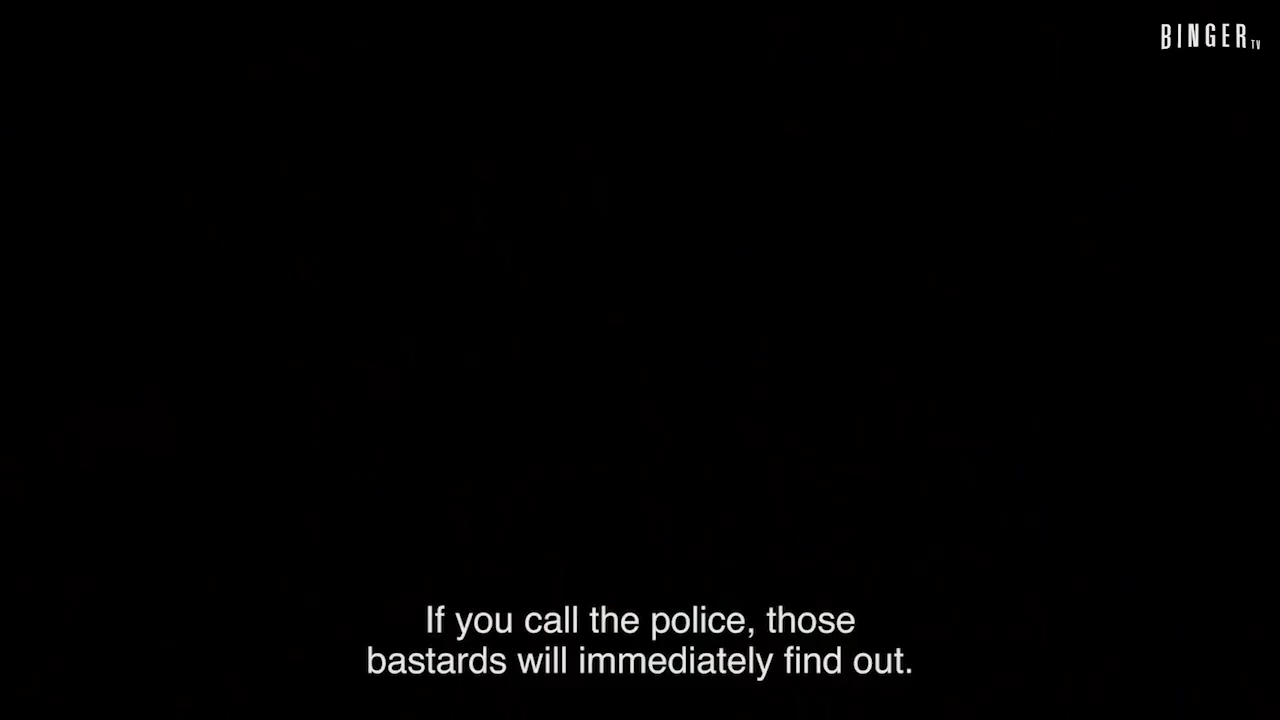 BINGER TV
If you call the police, those
bastards will immediately find out.